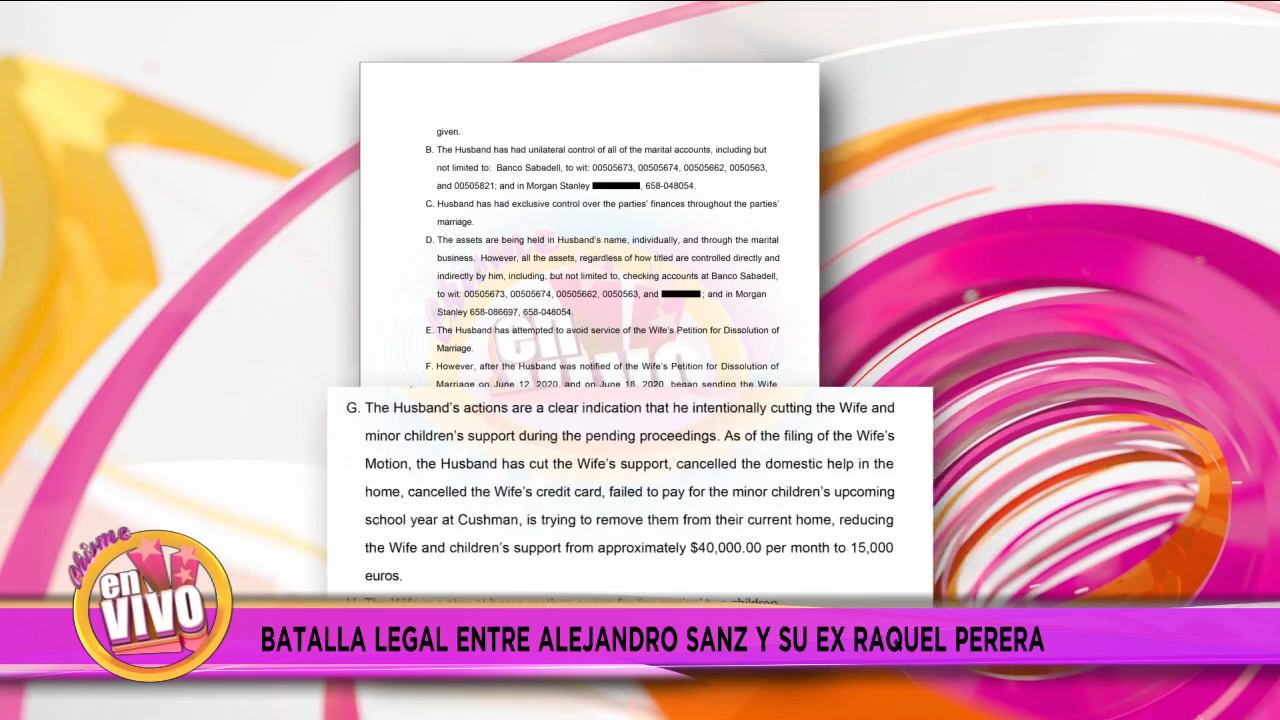 given.
B. The Husband has had unilateral control of all of the marital accounts, including but
not limited to: Banco Sabadell, to wit: 00505673, 00505674, 00505662, 0050563,
and 00505821; and in Morgan Stanley , 658-048054.
C. Husband has had exclusive control over the parties' finances throughout the parties'
marriage.
D. The assets are being held in Husband's name, individually, and through the marital
business. However, all the assets, regardless of how titled are controlled directly and
indirectly by him, including, but not limited to, checking accounts at Banco Sabadell,
to wit: 00505673, 00505674, 00505662, 0050563, and ; and in Morgan
Stanley 658-086697, 658-048054.
E. The Husband has attempted to avoid service of the Wife's Petition for Dissolution of
Marriage.
F. However, after the Husband was notified of the Wife's Petition for Dissolution of
Marriage on June 12, 2020, and on June 18, 2020, began sending the Wife
G. The Husband's actions are a clear indication that he intentionally cutting the Wife and
minor children's support during the pending proceedings. As of the filing of the Wife's
Motion, the Husband has cut the Wife's support, cancelled the domestic help in the
home, cancelled the Wife's credit card, failed to pay for the minor children's upcoming
school year at Cushman, is trying to remove them from their current home, reducing
the Wife and children's support from approximately $40,000.00 per month to 15,000
euros.
chisme
en
VIVO
BATALLA LEGAL ENTRE ALEJANDRO SANZ Y SU EX RAQUEL PERERA